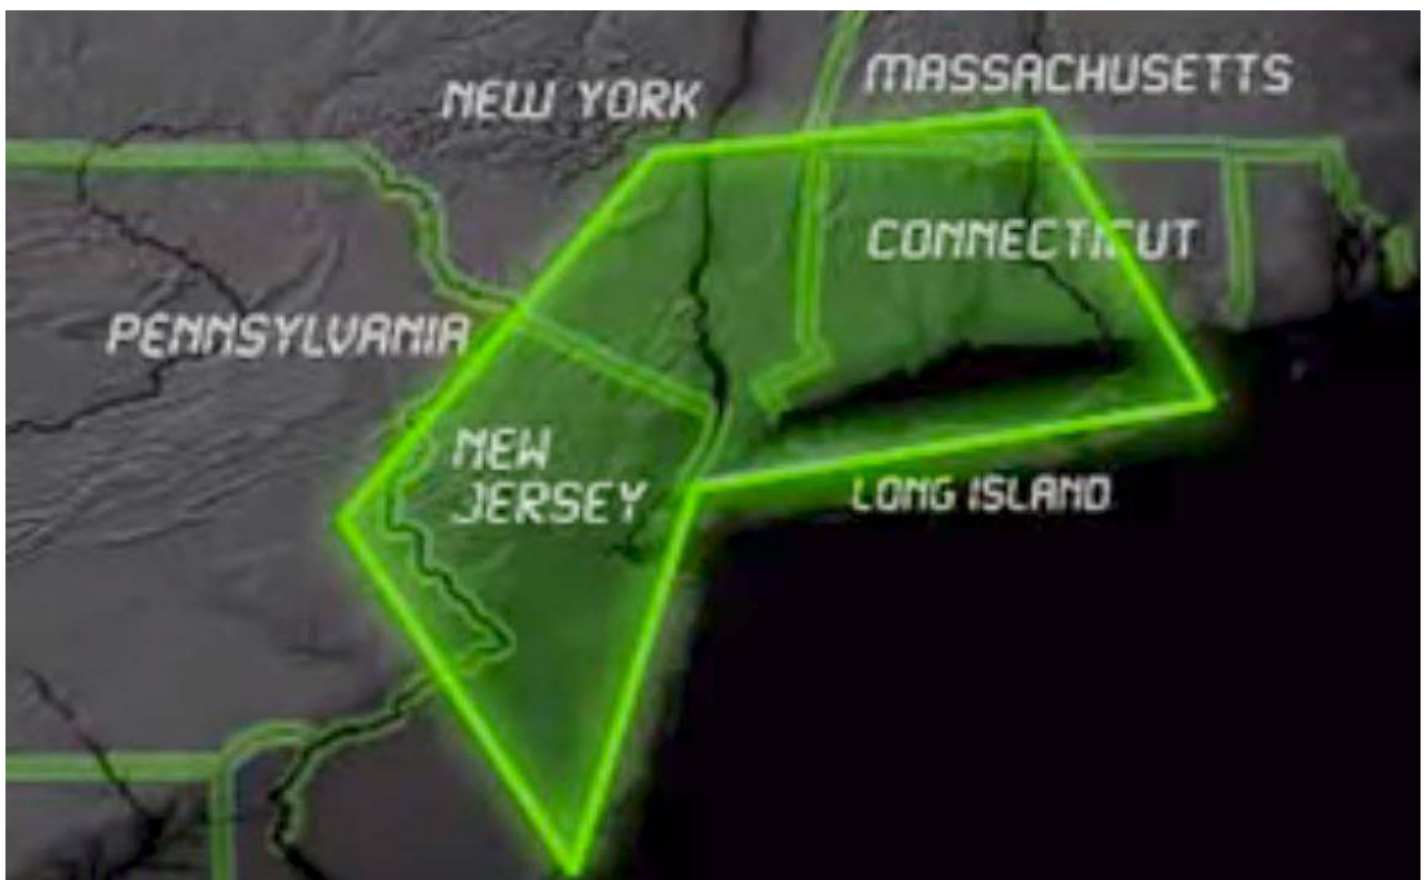 NEW YORK
MASSACHUSETTS
CONNECTICUT
PENNSYLVANIA
NEW
JERSEY
LONG ISLAND